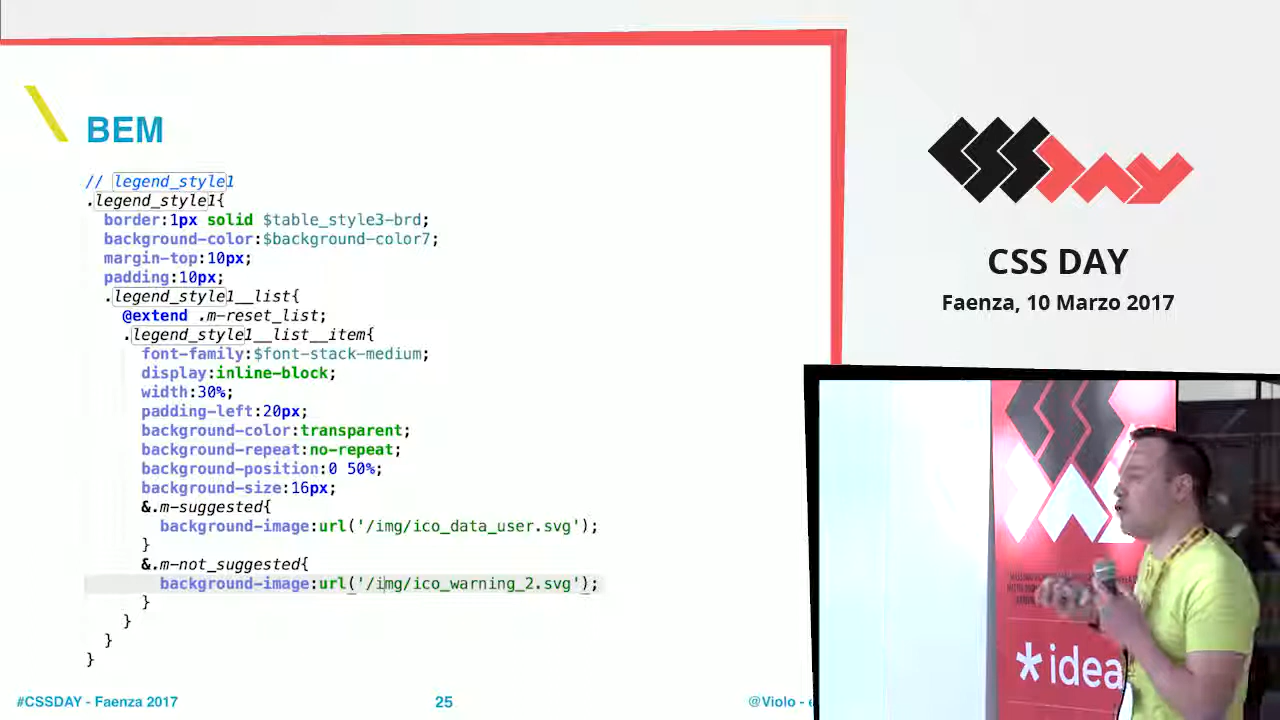 BEM
// legend_style1
.legend_style1{
border:1px solid $table_style3-brd;
background-color:$background-color7;
margin-top:10px;
padding:10px;
.legend_style1__list{
@extend .m-reset_list;
.legend_style1__list__item{
font-family:$font-stack-medium;
display:inline-block;
width:30%;
padding-left:20px;
background-color:transparent;
background-repeat:no-repeat;
background-position:0 50%;
background-size:16px;
&.m-suggested{
background-image:url('/img/ico_data_user.svg');
}
&.m-not_suggested{
background-image:url('/img/ico_warning_2.svg');
}
}
}
}
#CSSDAY - Faenza 2017
25
@Violo -
CSSDAY
CSS DAY
Faenza, 10 Marzo 2017
*idea